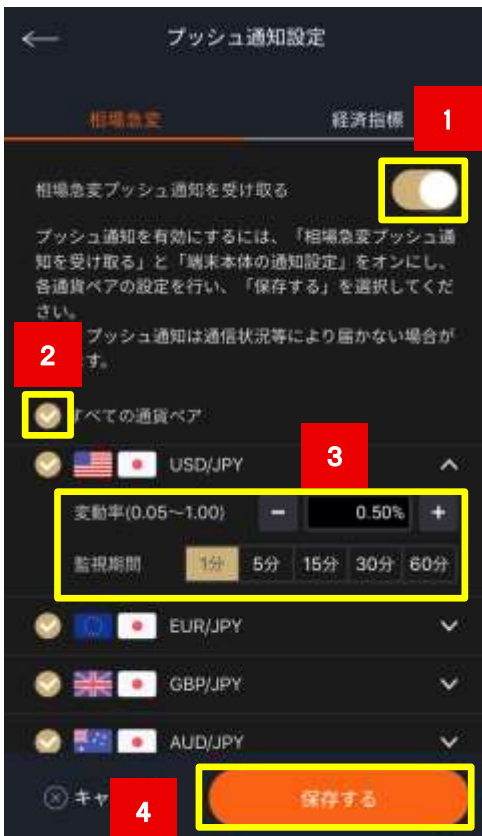 プッシュ通知設定
相場急変 経済指標 1
相場急変プッシュ通知を受け取る
プッシュ通知を有効にするには、「相場急変プッシュ通
知を受け取る」と「端末本体の通知設定」をオンにし、
各通貨ペアの設定を行い、「保存する」を選択してくだ
さい。
プッシュ通知は通信状況等により届かない場合が
2 す。
すべての通貨ペア
USD/JPY 3
変動率(0.05~1.00) − 0.50% +
監視期間 1分 5分 15分 30分 60分
EUR/JPY
GBP/JPY
AUD/JPY
キャ 4 保存する